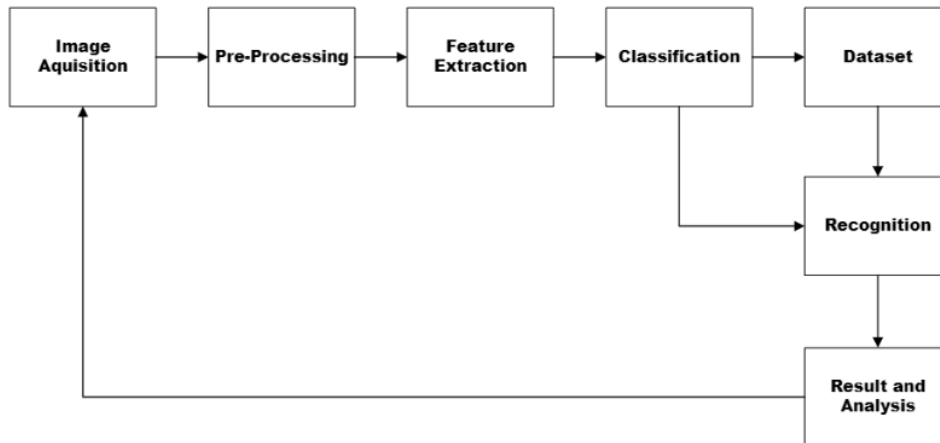 Image
Aquisition
Pre-Processing
Feature
Extraction
Classification
Dataset
Recognition
Result and
Analysis